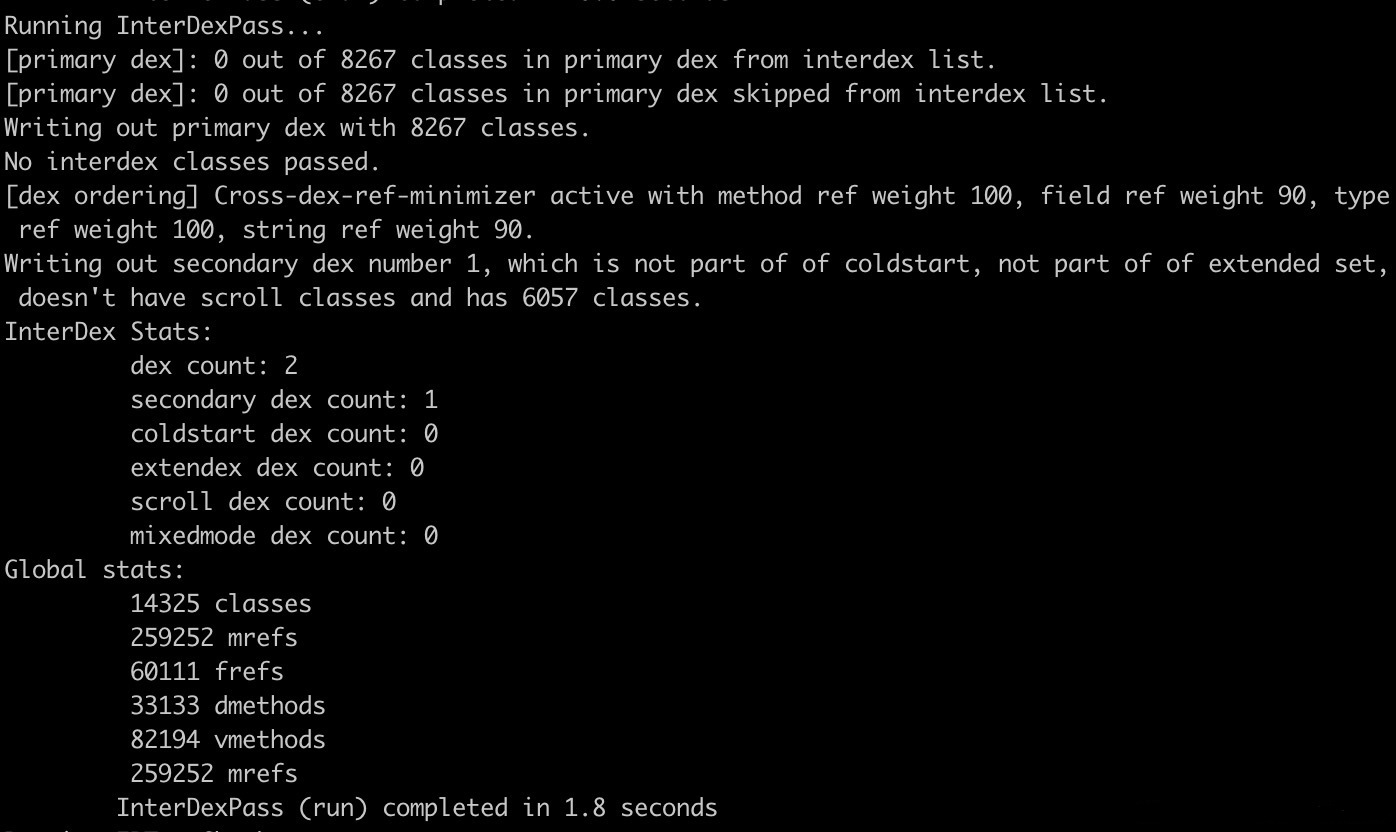 Running InterDexPass...
[primary dex]: 0 out of 8267 classes in primary dex from interdex list.
[primary dex]: 0 out of 8267 classes in primary dex skipped from interdex list.
Writing out primary dex with 8267 classes.
No interdex classes passed.
[dex ordering] Cross-dex-ref-minimizer active with method ref weight 100, field ref weight 90, type
ref weight 100, string ref weight 90.
Writing out secondary dex number 1, which is not part of of coldstart, not part of of extended set,
doesn't have scroll classes and has 6057 classes.
InterDex Stats:
dex count: 2
secondary dex count: 1
coldstart dex count: 0
extendex dex count: 0
scroll dex count: 0
mixedmode dex count: 0
Global stats:
14325 classes
259252 mrefs
60111 frefs
33133 dmethods
82194 vmethods
259252 mrefs
InterDexPass (run) completed in 1.8 seconds